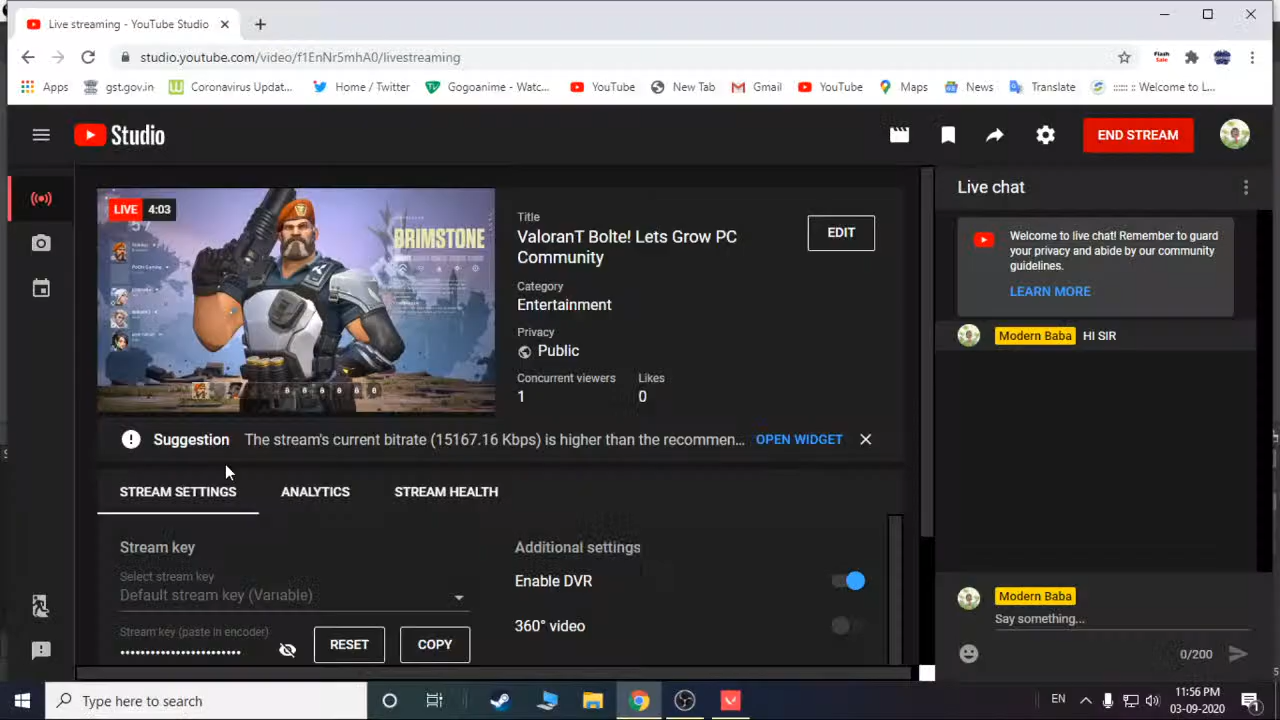 Live streaming - YouTube Studio
studio.youtube.com/video/f1EnNr5mhA0/livestreaming
Flash Sale
Apps gst.gov.in Coronavirus Updat... Home / Twitter Gogoanime - Watc... YouTube New Tab Gmail YouTube Maps News Translate :::::: Welcome to L...
Studio
END STREAM
LIVE 4:03
BRIMSTONE
Title
ValoranT Bolte! Lets Grow PC
Community
EDIT
Category
Entertainment
Privacy
Public
Concurrent viewers Likes
1 0
Suggestion The stream's current bitrate (15167.16 Kbps) is higher than the recommen... OPEN WIDGET
STREAM SETTINGS ANALYTICS STREAM HEALTH
Stream key
Select stream key
Default stream key (Variable)
Stream key (paste in encoder)
RESET COPY
Additional settings
Enable DVR
360° video
Live chat
Welcome to live chat! Remember to guard
your privacy and abide by our community
guidelines.
LEARN MORE
Modern Baba HI SIR
Modern Baba
Say something...
0/200
Type here to search
EN
11:56 PM
03-09-2020
1